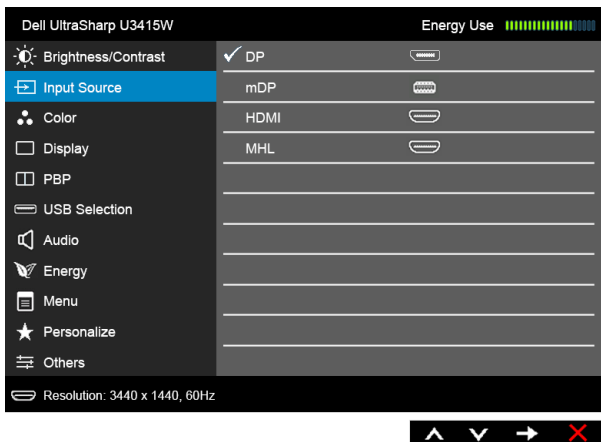 Dell UltraSharp U3415W Energy Use
Brightness/Contrast DP
Input Source mDP
Color HDMI
Display MHL
PBP
USB Selection
Audio
Energy
Menu
Personalize
Others
Resolution: 3440 x 1440, 60Hz